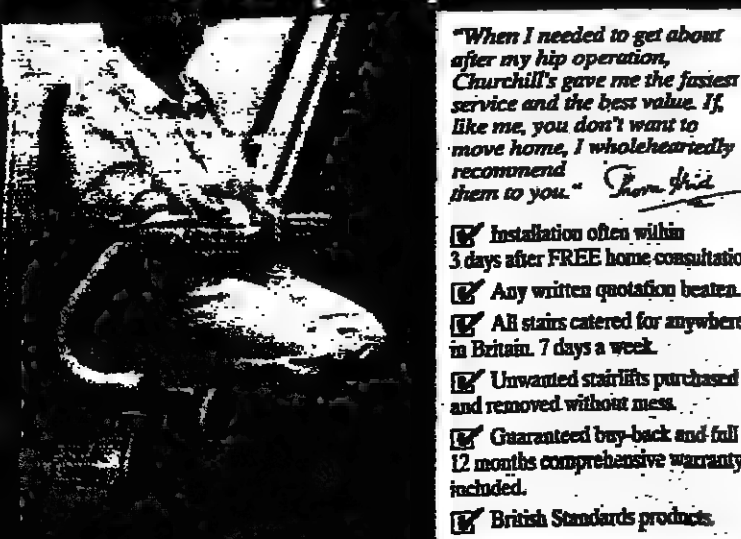 "When I needed to get about
after my hip operation,
Churchill's gave me the fastest
service and the best value. If,
like me, you don't want to
move home, I wholeheartedly
recommend
them to you."
Installation often within
3 days after FREE home consultatio
Any written quotation beaten.
All stairs catered for anywhere
in Britain. 7 days a week.
Unwanted stairlifts purchased
and removed without mess.
Guaranteed buy-back and full
12 months comprehensive warranty
included.
British Standards products.